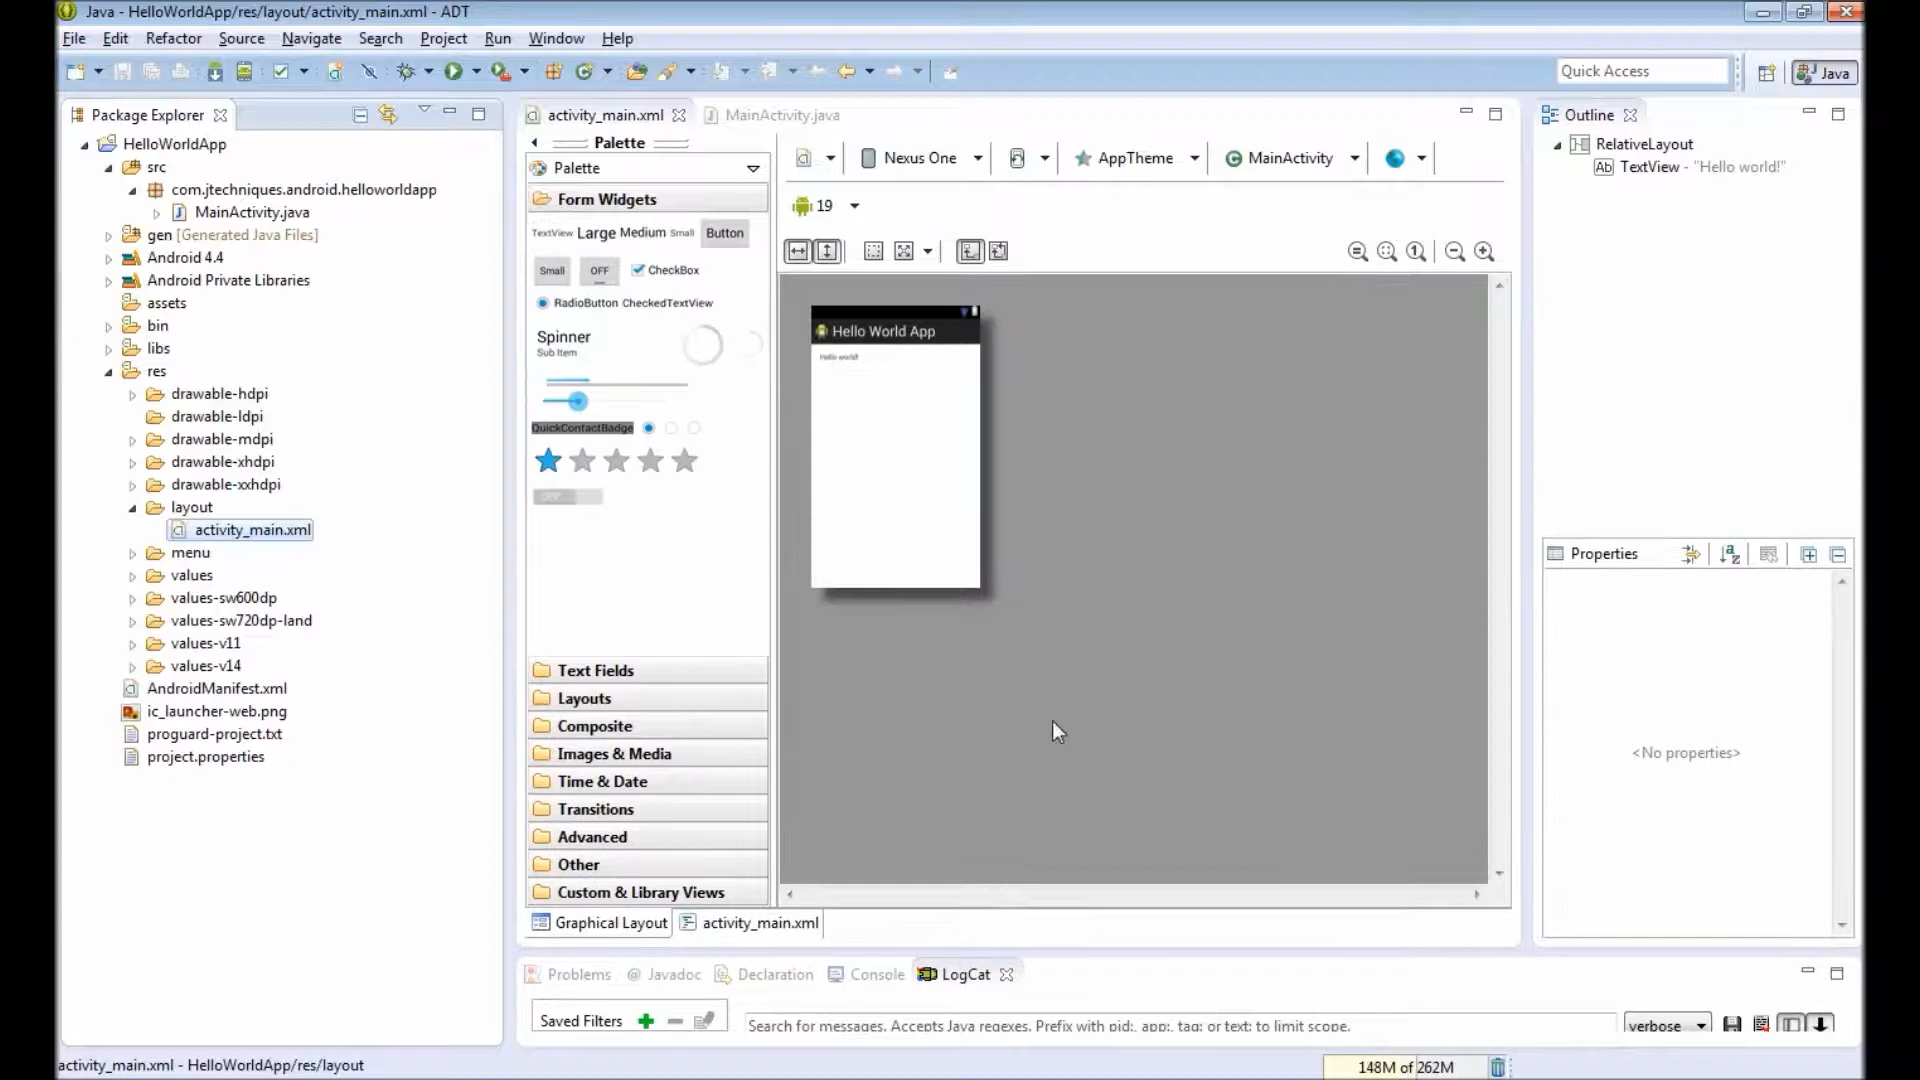 Java - HelloWorldApp/res/layout/activity_main.xml - ADT
File Edit Refactor Source Navigate Search Project Run Window Help
Quick Access
Java
Package Explorer
HelloWorldApp
src
com.jtechniques.android.helloworldapp
MainActivity.java
gen [Generated Java Files]
Android 4.4
Android Private Libraries
assets
bin
libs
res
drawable-hdpi
drawable-ldpi
drawable-mdpi
drawable-xhdpi
drawable-xxhdpi
layout
activity_main.xml
menu
values
values-sw600dp
values-sw720dp-land
values-v11
values-v14
AndroidManifest.xml
ic_launcher-web.png
proguard-project.txt
project.properties
activity_main.xml MainActivity.java
Palette
Palette
Form Widgets
TextView Large Medium Small Button
Small OFF CheckBox
RadioButton CheckedTextView
Spinner
Sub Item
QuickContactBadge
OFF
Text Fields
Layouts
Composite
Images & Media
Time & Date
Transitions
Advanced
Other
Custom & Library Views
Nexus One AppTheme MainActivity
19
Hello World App
Hello world!
Graphical Layout activity_main.xml
Outline
RelativeLayout
Ab TextView - "Hello world!"
Properties
<No properties>
Problems @ Javadoc Declaration Console LogCat
Saved Filters
Search for messages. Accepts Java regexes. Prefix with pid:, app:, tag: or text: to limit scope.
verbose
activity_main.xml - HelloWorldApp/res/layout
148M of 262M